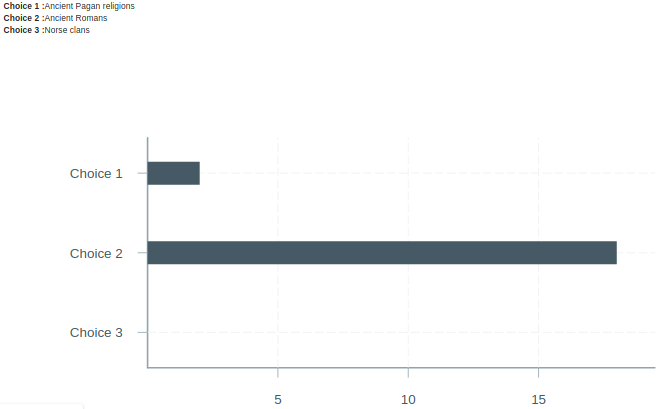 Choice 1 :Ancient Pagan religions
Choice 2 :Ancient Romans
Choice 3 :Norse clans
Choice 1
Choice 2
Choice 3
5 10 15